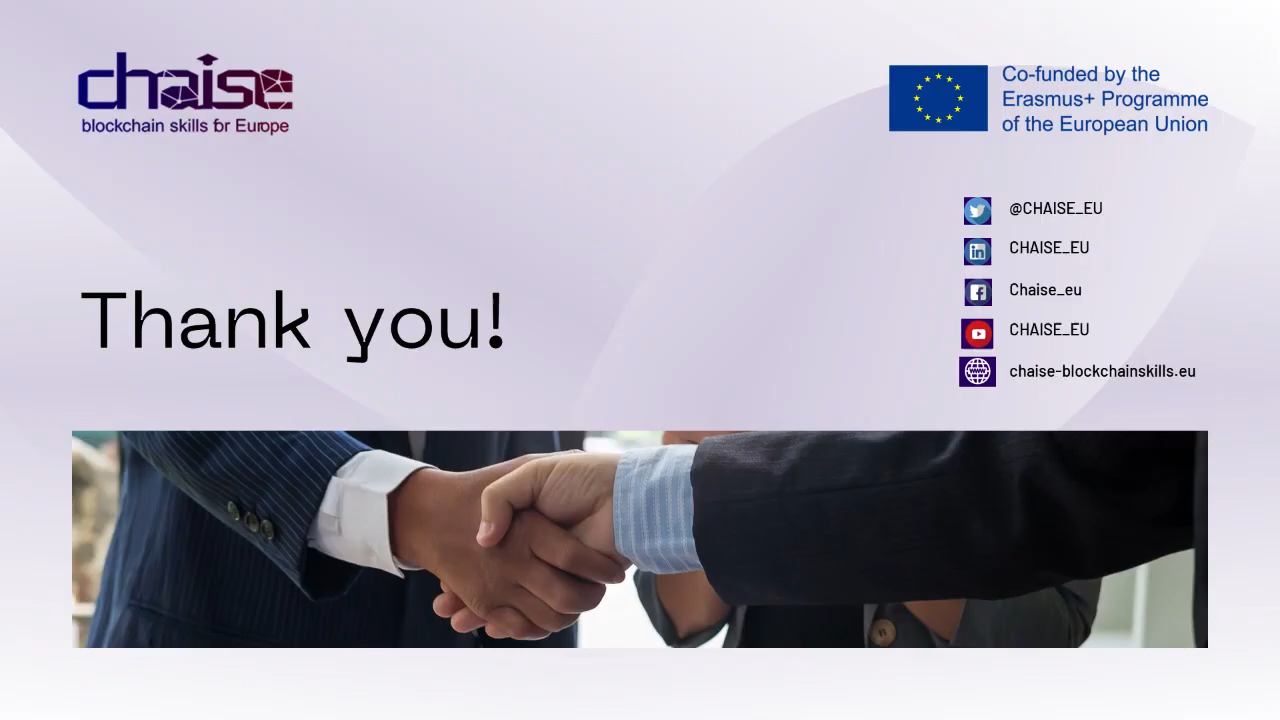 chaise
blockchain skills for Europe
Co-funded by the
Erasmus+ Programme
of the European Union
@CHAISE_EU
CHAISE_EU
Chaise_eu
CHAISE_EU
chaise-blockchainskills.eu
Thank you!